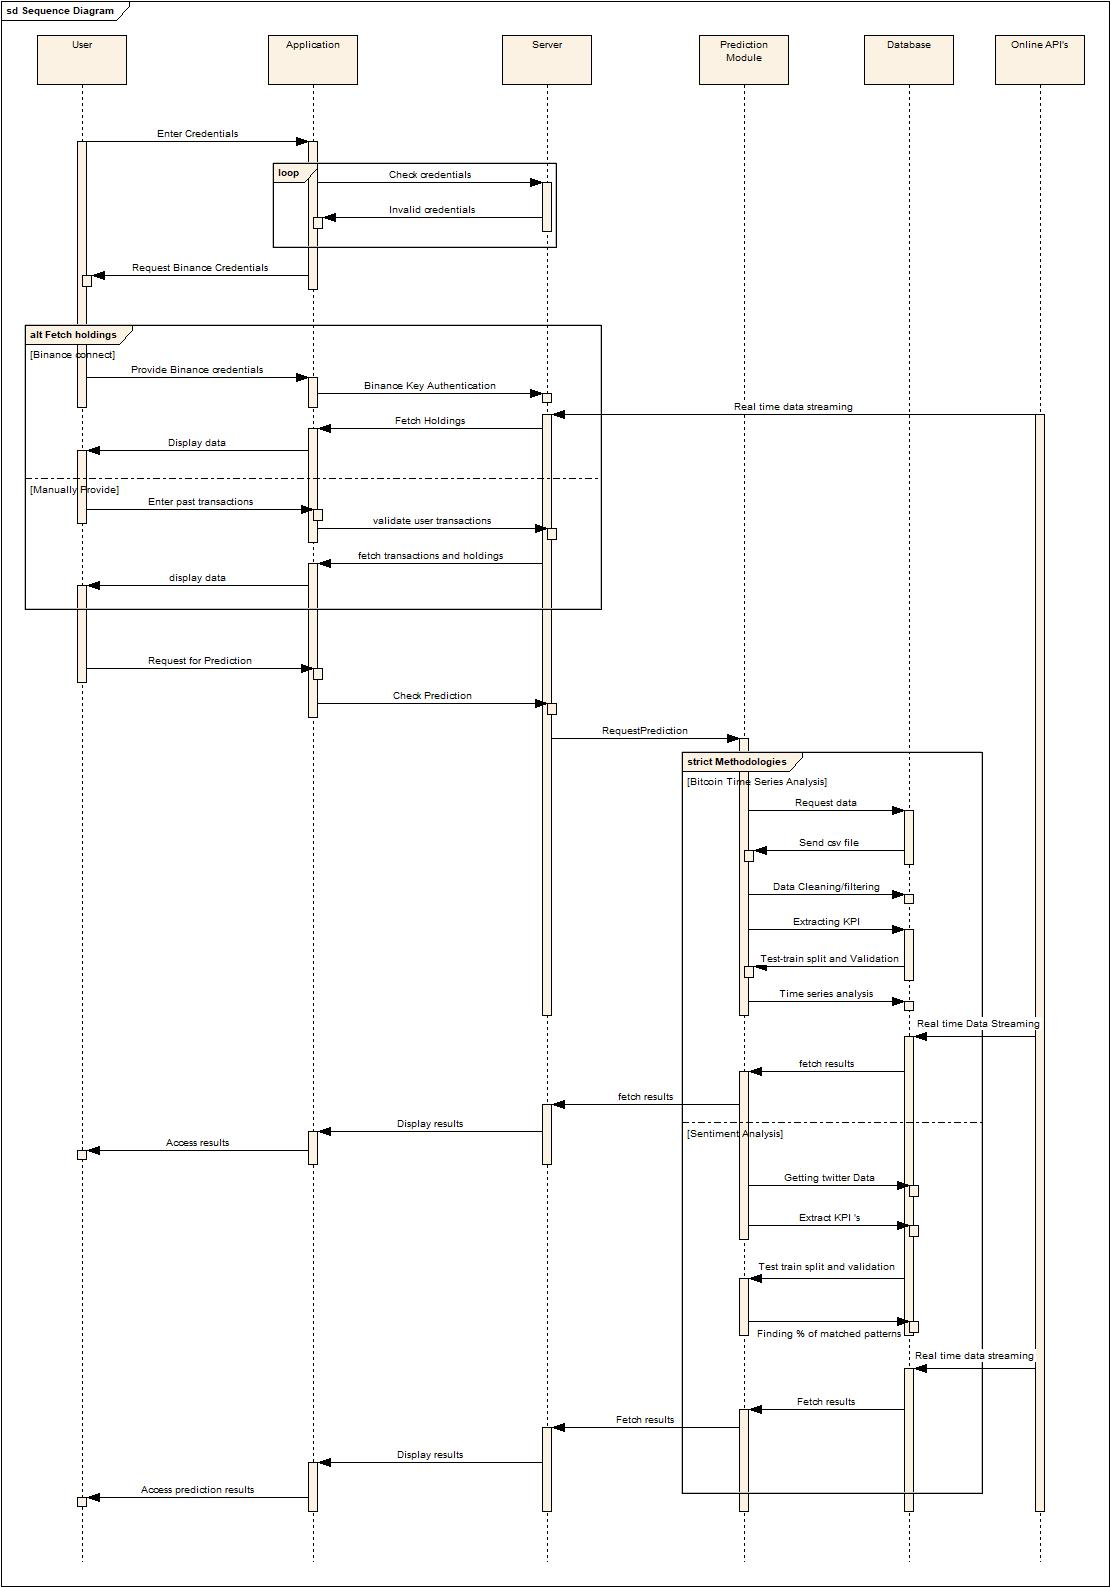 sd Sequence Diagram
User
Application
Server
Prediction
Module
Database
Online API's
Enter Credentials
loop
Check credentials
Invalid credentials
Request Binance Credentials
alt Fetch holdings
[Binance connect]
Provide Binance credentials
Binance Key Authentication
Real time data streaming
Fetch Holdings
Display data
[Manually Provide]
Enter past transactions
validate user transactions
fetch transactions and holdings
display data
Request for Prediction
Check Prediction
RequestPrediction
strict Methodologies
[Bitcoin Time Series Analysis]
Request data
Send csv file
Data Cleaning/filtering
Extracting KPI
Test-train split and Validation
Time series analysis
Real time Data Streaming
fetch results
fetch results
Display results
Access results
[Sentiment Analysis]
Getting twitter Data
Extract KPI 's
Test train split and validation
Finding % of matched patterns
Real time data streaming
Fetch results
Fetch results
Display results
Access prediction results